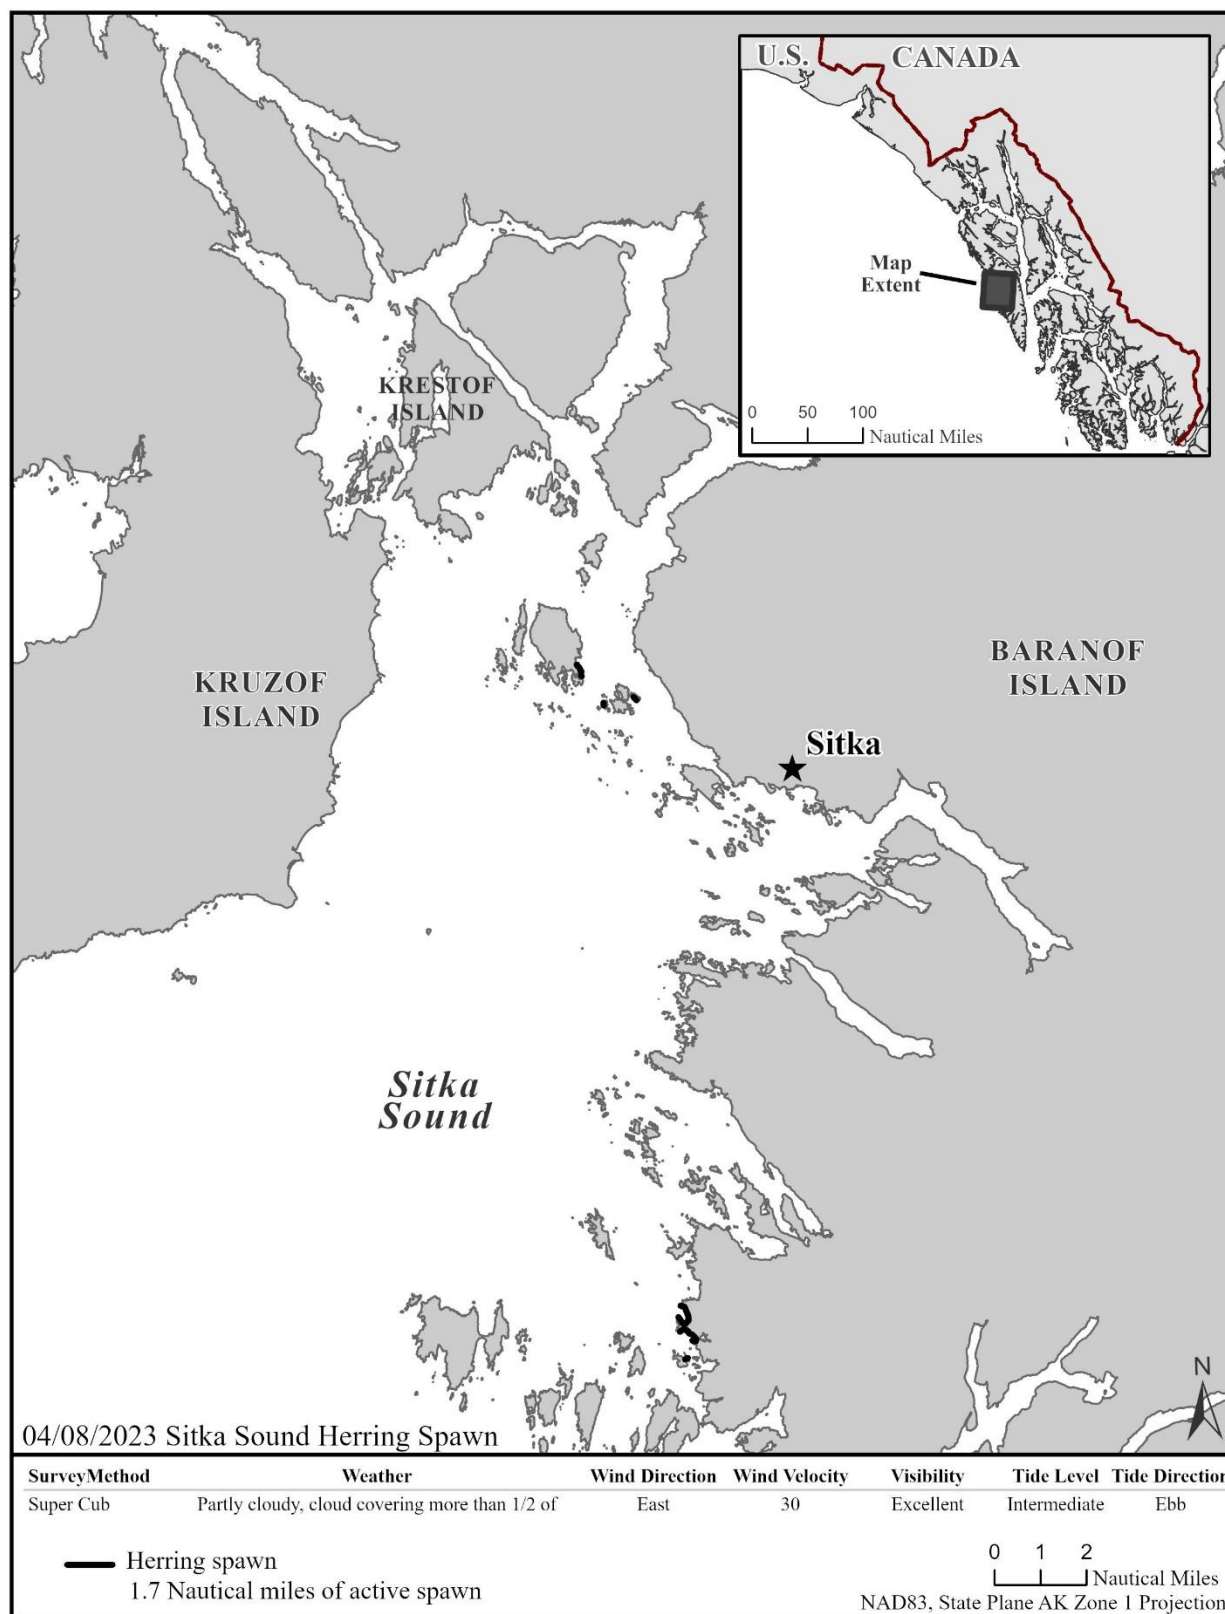 U.S. CANADA
Map
Extent
0 50 100
Nautical Miles
KRESTOF
ISLAND
KRUZOF
ISLAND
BARANOF
ISLAND
Sitka
Sitka
Sound
N
04/08/2023 Sitka Sound Herring Spawn
SurveyMethod Weather Wind Direction Wind Velocity Visibility Tide Level Tide Direction
Super Cub Partly cloudy, cloud covering more than 1/2 of East 30 Excellent Intermediate Ebb
Herring spawn
1.7 Nautical miles of active spawn
0 1 2
Nautical Miles
NAD83, State Plane AK Zone 1 Projection